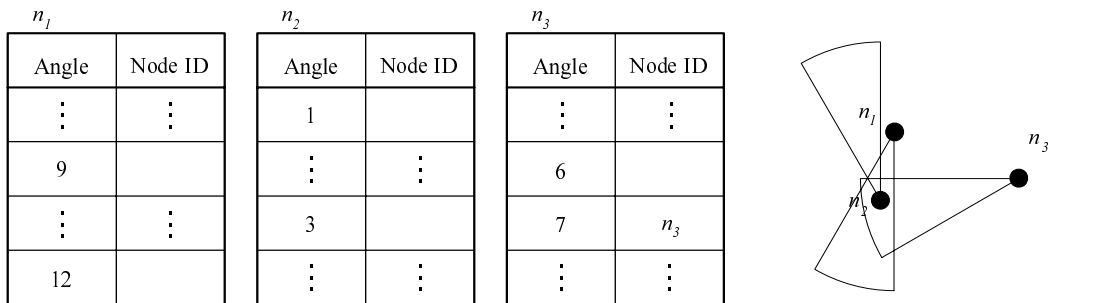 n1 n2 n3
Angle Node ID Angle Node ID Angle Node ID
⋮ ⋮ 1 ⋮ ⋮
9 ⋮ ⋮ 6
⋮ ⋮ 3 7 n3
12 ⋮ ⋮ ⋮ ⋮
n1
n3
n2